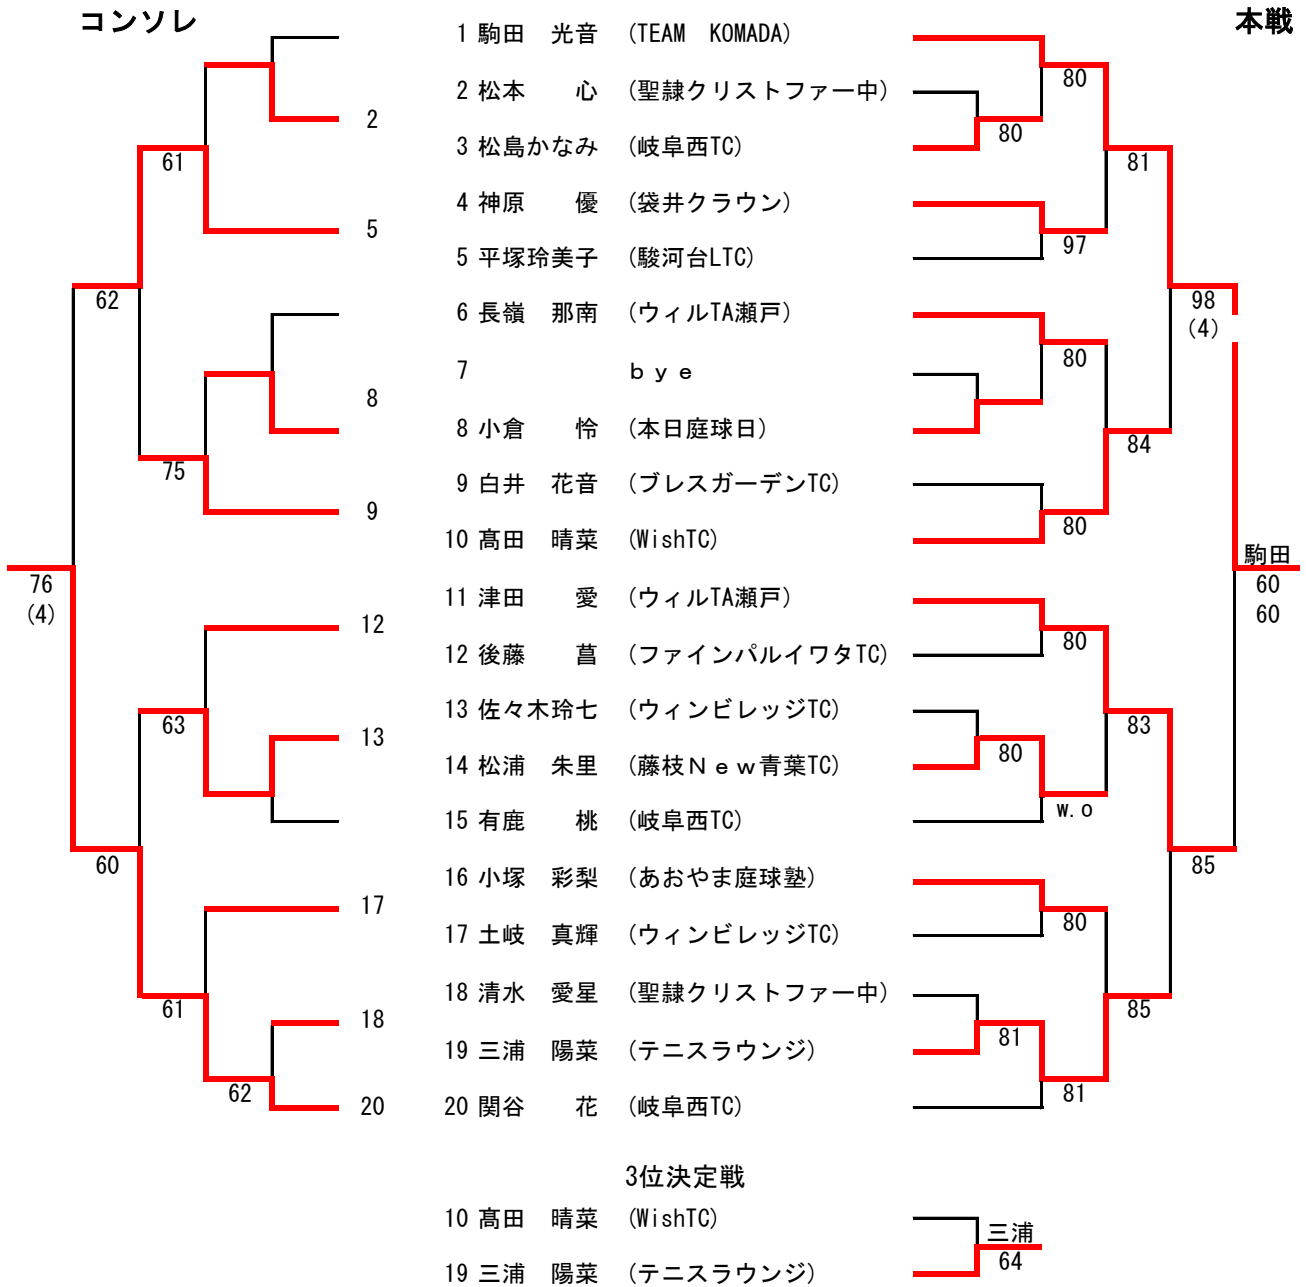 コンソレ 本戦
1 駒田 光音 (TEAM KOMADA)
80
2 松本 心 (聖隷クリストファー中)
2
80
3 松島かなみ (岐阜西TC)
61 81
4 神原 優 (袋井クラウン)
5
97
5 平塚玲美子 (駿河台LTC)
62 98
(4)
6 長嶺 那南 (ウィルTA瀬戸)
80
7 bye
8
8 小倉 怜 (本日庭球日)
84
75
9 白井 花音 (ブレスガーデンTC)
9
80
10 髙田 晴菜 (WishTC)
駒田
76 60
(4) 60
11 津田 愛 (ウィルTA瀬戸)
12
80
12 後藤 菖 (ファインパルイワタTC)
13 佐々木玲七 (ウィンビレッジTC)
63 83
13
80
14 松浦 朱里 (藤枝New青葉TC)
w.o
15 有鹿 桃 (岐阜西TC)
60 85
16 小塚 彩梨 (あおやま庭球塾)
17
80
17 土岐 真輝 (ウィンビレッジTC)
18 清水 愛星 (聖隷クリストファー中)
61 85
18
81
19 三浦 陽菜 (テニスラウンジ)
62 81
20
20 関谷 花 (岐阜西TC)
3位決定戦
10 髙田 晴菜 (WishTC)
三浦
64
19 三浦 陽菜 (テニスラウンジ)